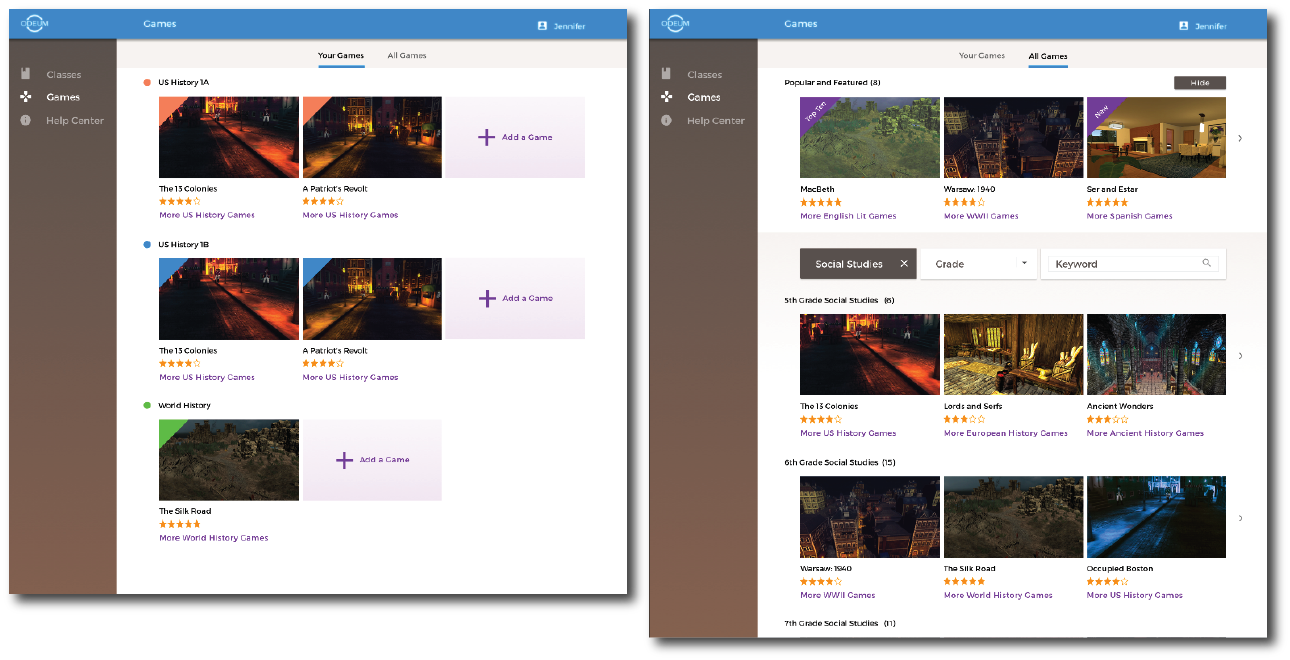 ODEUM
Games
Jennifer
Classes
Games
Help Center
Your Games
All Games
US History 1A
The 13 Colonies
More US History Games
A Patriot's Revolt
More US History Games
Add a Game
US History 1B
The 13 Colonies
More US History Games
A Patriot's Revolt
More US History Games
Add a Game
World History
The Silk Road
More World History Games
Add a Game
ODEUM
Games
Jennifer
Classes
Games
Help Center
Your Games
All Games
Popular and Featured (8)
Hide
Top Ten
MacBeth
More English Lit Games
Warsaw: 1940
More WWII Games
New
Ser and Estar
More Spanish Games
Social Studies
Grade
Keyword
5th Grade Social Studies (6)
The 13 Colonies
More US History Games
Lords and Serfs
More European History Games
Ancient Wonders
More Ancient History Games
6th Grade Social Studies (15)
Warsaw: 1940
More WWII Games
The Silk Road
More World History Games
Occupied Boston
More US History Games
7th Grade Social Studies (11)